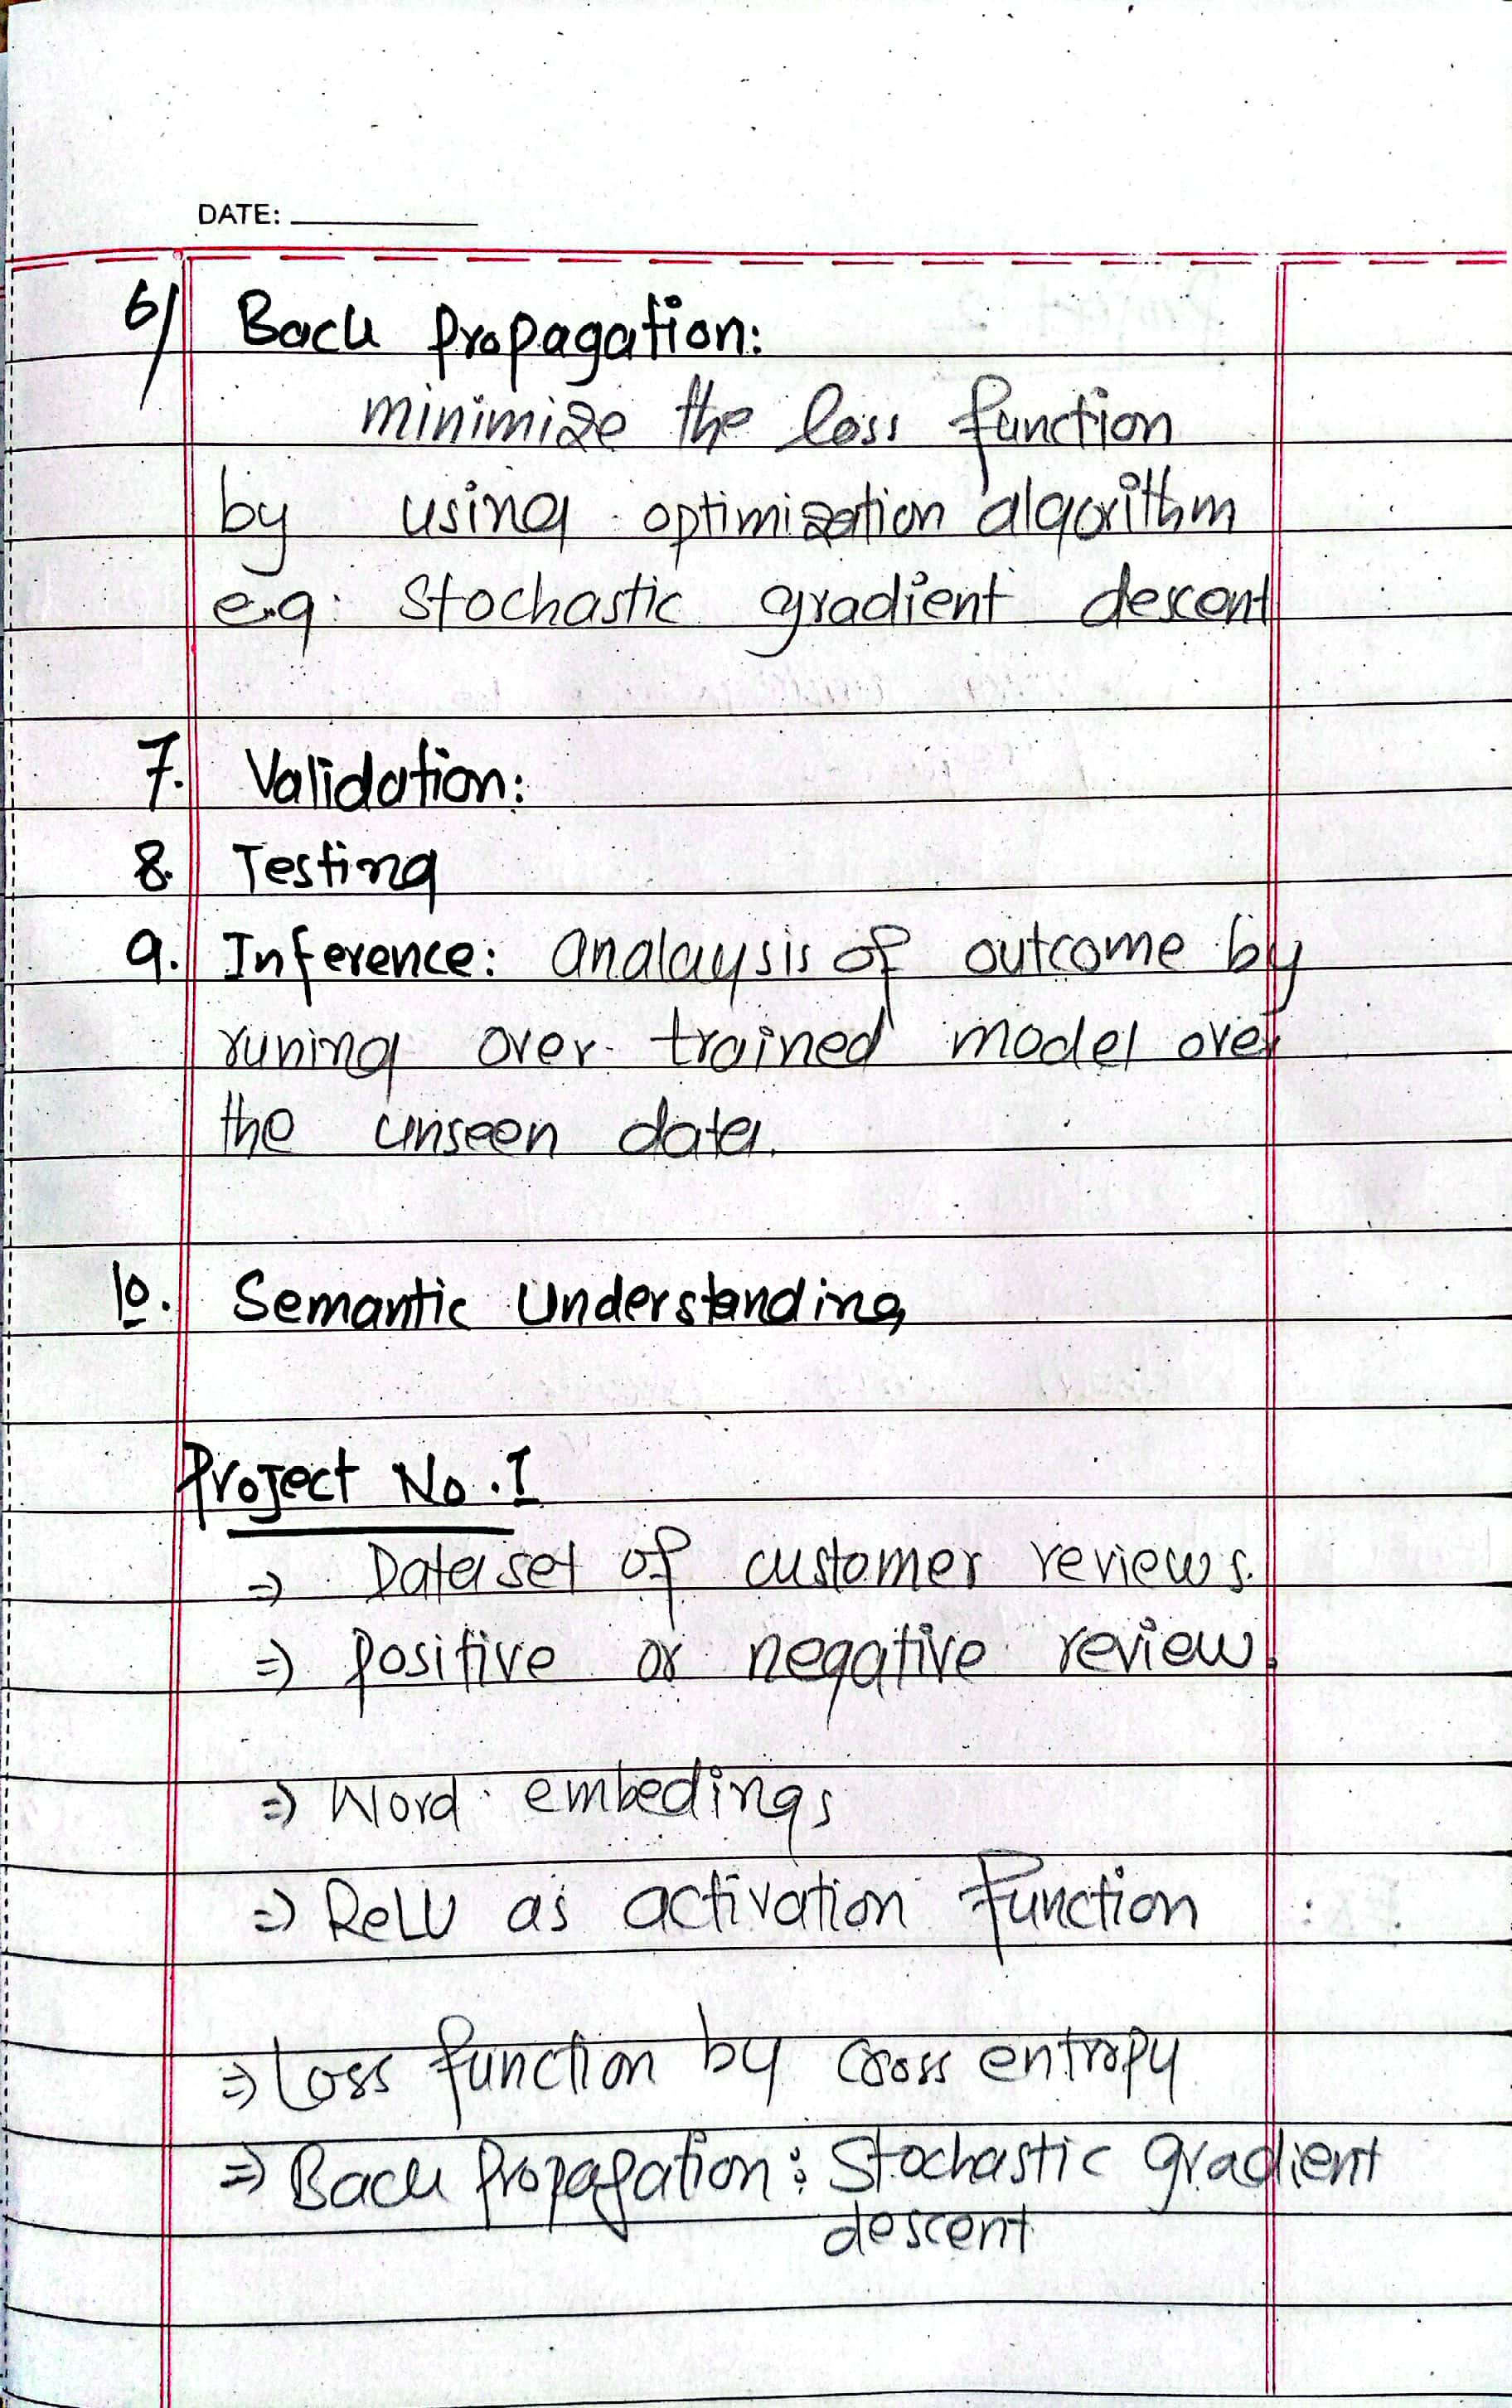 DATE:
6) Back Propagation:
minimize the loss function
by using optimization algorithm
e.g: Stochastic gradient descent
7. Validation:
8. Testing
9. Inference: analaysis of outcome by
runing over trained model over
the unseen data.
10. Semantic Understanding
Project No. I
⇒ Data set of customer reviews.
⇒ positive or negative review.
⇒ Word embedings
⇒ ReLU as activation function
⇒ Loss function by cross entropy
⇒ Back propagation: Stochastic gradient
descent